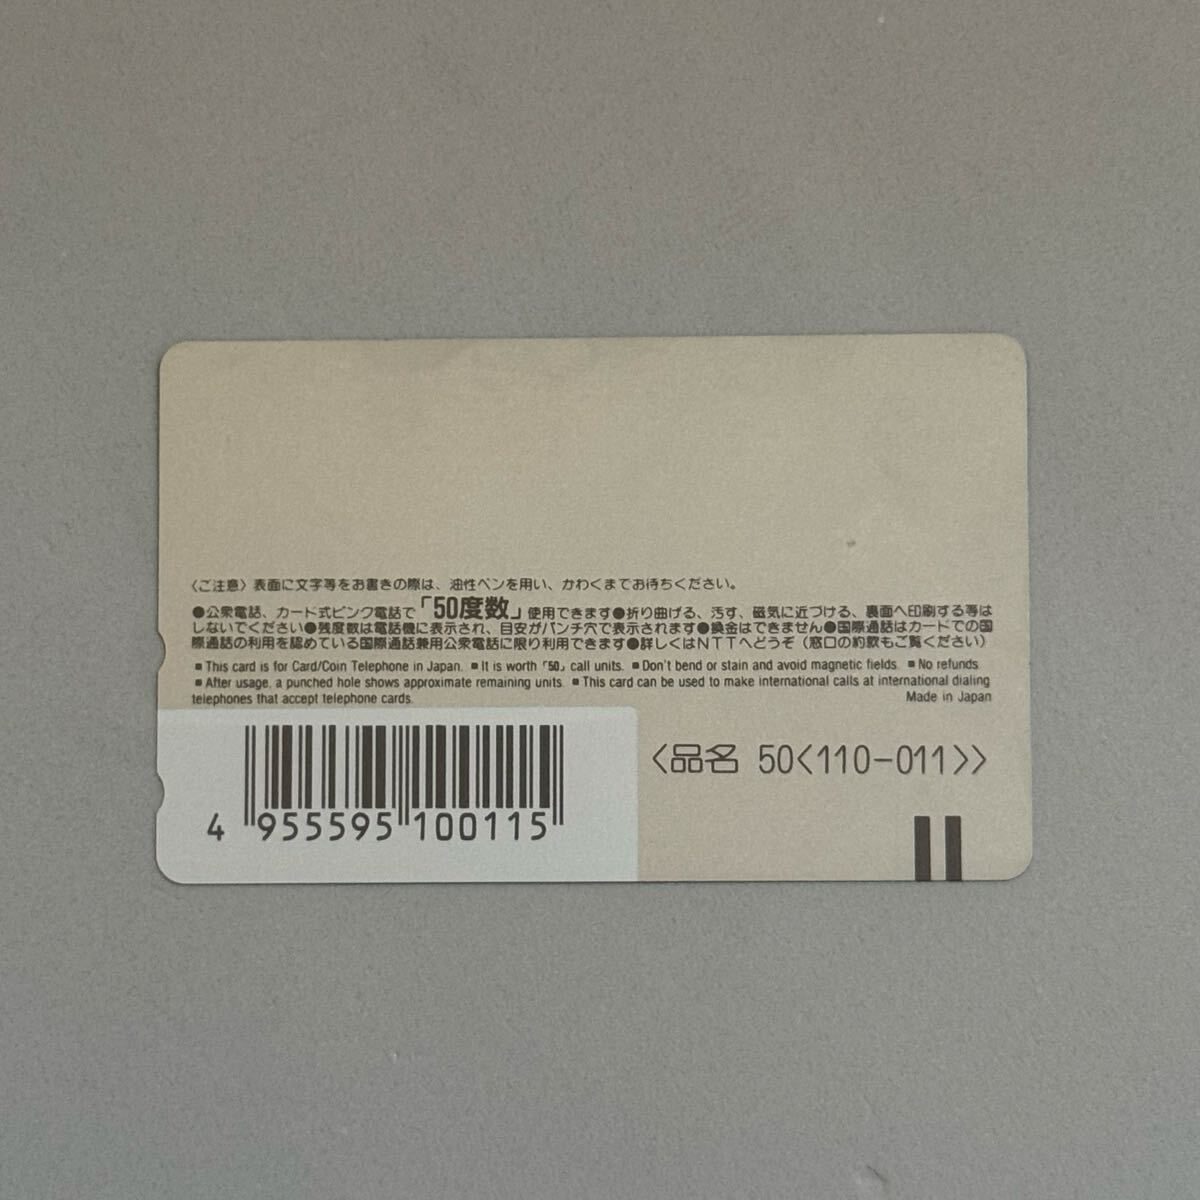 〈ご注意〉表面に文字等をお書きの際は、油性ペンを用い、かわくまでお待ちください。
●公衆電話、カード式ピンク電話で「50度数」使用できます●折り曲げる、汚す、磁気に近づける、裏面へ印刷する等は
しないでください●残度数は電話機に表示され、目安がパンチ穴で表示されます●換金はできません●国際通話はカードでの国
際通話の利用を認めている国際通話兼用公衆電話に限り利用できます●詳しくはNTTへどうぞ（窓口の約款もご覧ください）
■ This card is for Card/Coin Telephone in Japan. ■ It is worth「50」call units. ■ Don't bend or stain and avoid magnetic fields. ■ No refunds
■ After usage, a punched hole shows approximate remaining units. ■ This card can be used to make international calls at international dialing
telephones that accept telephone cards. Made in Japan
〈品名 50〈110-011〉〉
4 955595 100115